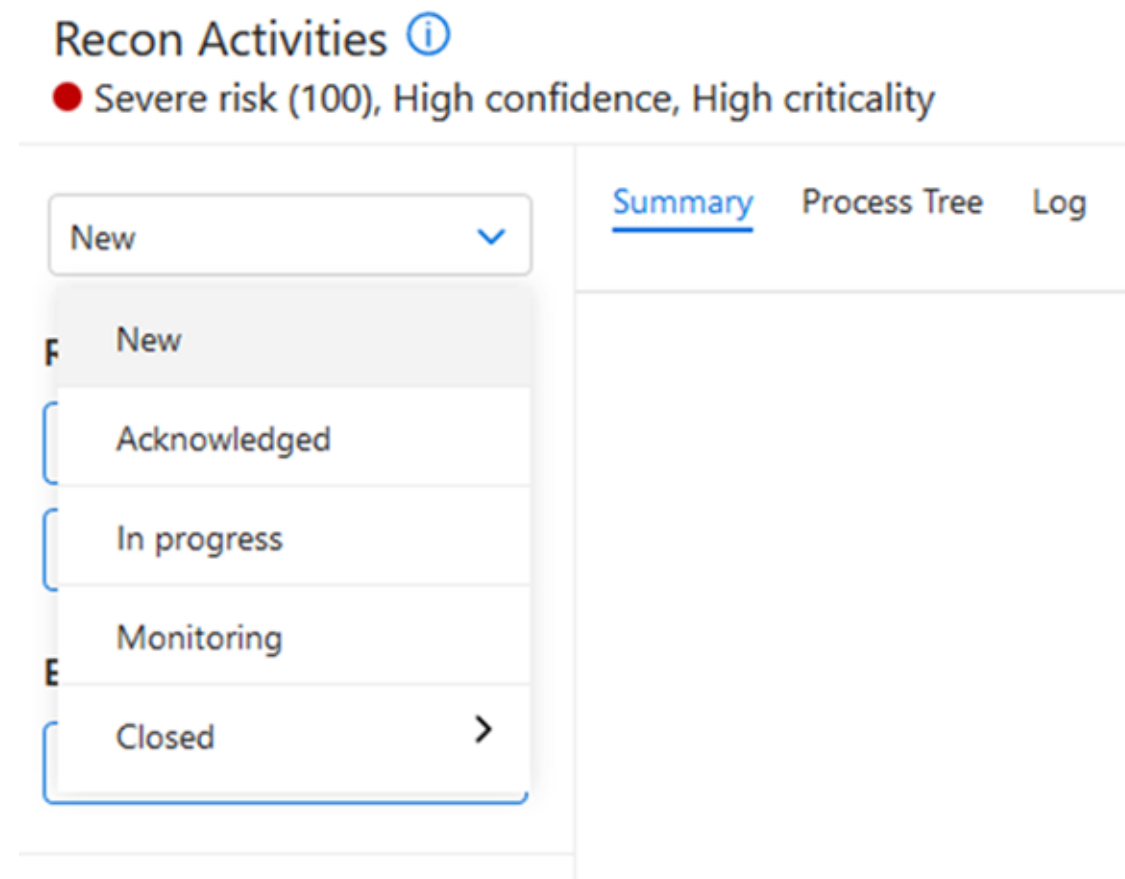 Recon Activities
Severe risk (100), High confidence, High criticality
New
Summary Process Tree Log
New
Acknowledged
In progress
Monitoring
Closed